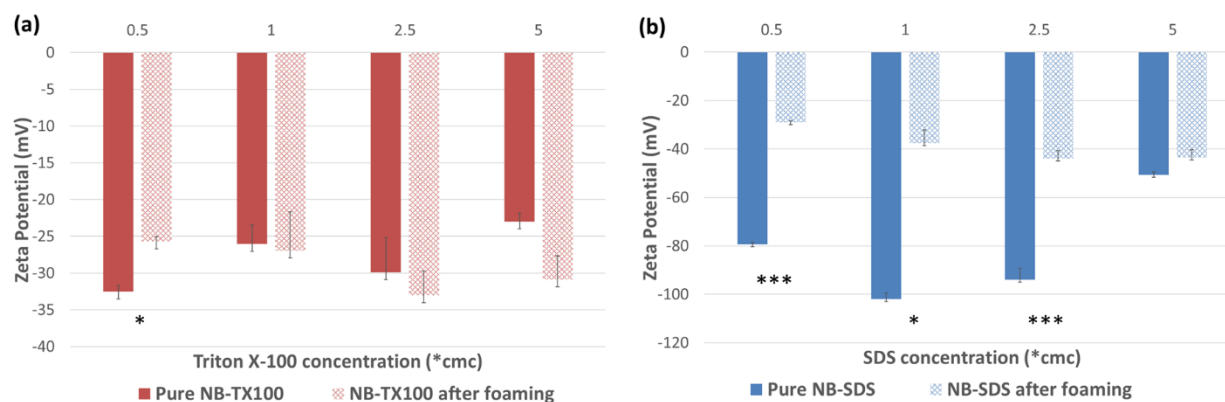 (a)
0.5 1 2.5 5
0
-5
-10
-15
-20
-25
-30
-35
-40
Zeta Potential (mV)
*
Triton X-100 concentration (*cmc)
Pure NB-TX100 NB-TX100 after foaming
(b)
0.5 1 2.5 5
0
-20
-40
-60
-80
-100
-120
Zeta Potential (mV)
***
* ***
SDS concentration (*cmc)
Pure NB-SDS NB-SDS after foaming